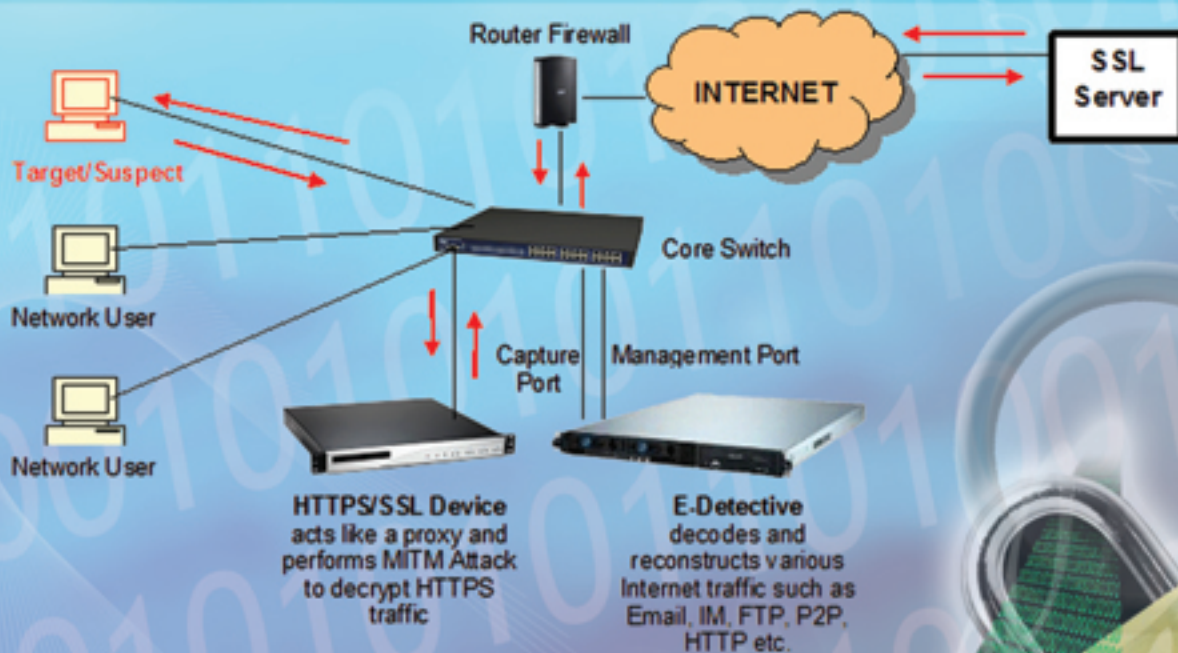 Router Firewall
INTERNET
SSL
Server
Target/Suspect
Core Switch
Network User
Capture
Port
Management Port
Network User
HTTPS/SSL Device
acts like a proxy and
performs MITM Attack
to decrypt HTTPS
traffic
E-Detective
decodes and
reconstructs various
Internet traffic such as
Email, IM, FTP, P2P,
HTTP etc.